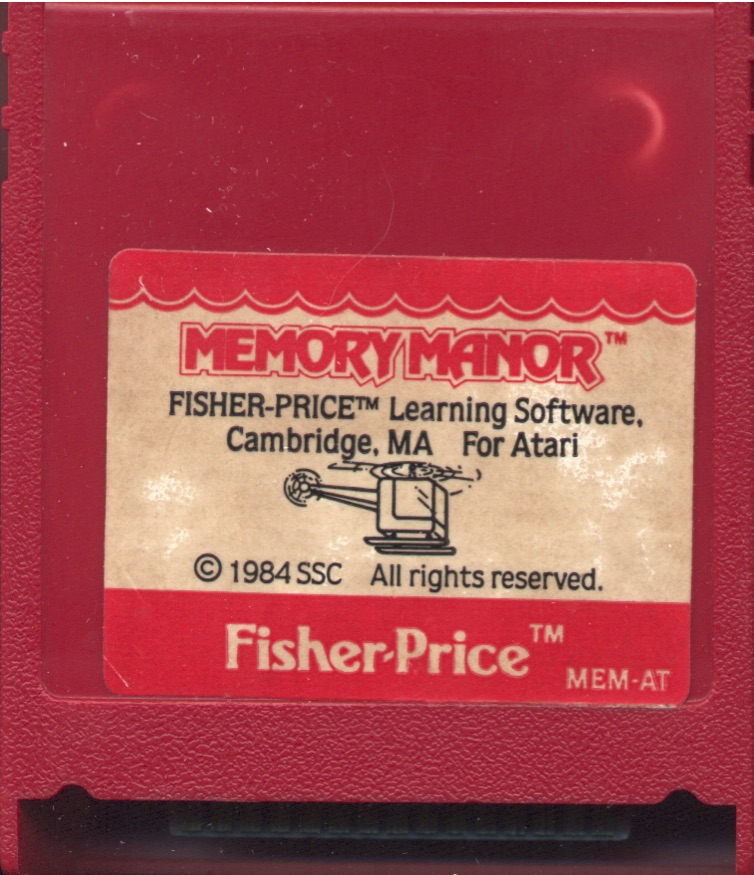 MEMORY MANOR™
FISHER-PRICE™ Learning Software,
Cambridge, MA For Atari
© 1984 SSC All rights reserved.
Fisher-Price™
MEM-AT